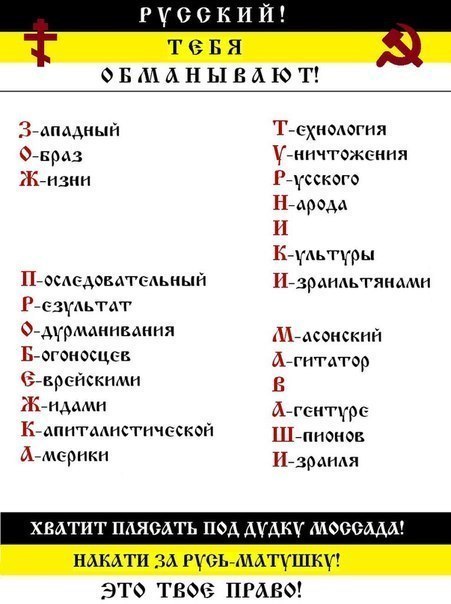 РУССКИЙ!
ТЕБЯ
ОБМАНЫВАЮТ!
З-ападный
О-браз
Ж-изни
П-оследовательный
Р-езультат
О-дурманивания
Б-огоносцев
Е-врейскими
Ж-идами
К-апиталистической
А-мерики
Т-ехнология
У-ничтожения
Р-усского
Н-арода
И
К-ультуры
И-зраильтянами
М-асонский
А-гитатор
В
А-гентуре
Ш-пионов
И-зраиля
ХВАТИТ ПЛЯСАТЬ ПОД ДУДКУ МОССАДА!
НАКАТИ ЗА РУСЬ-МАТУШКУ!
ЭТО ТВОЕ ПРАВО!